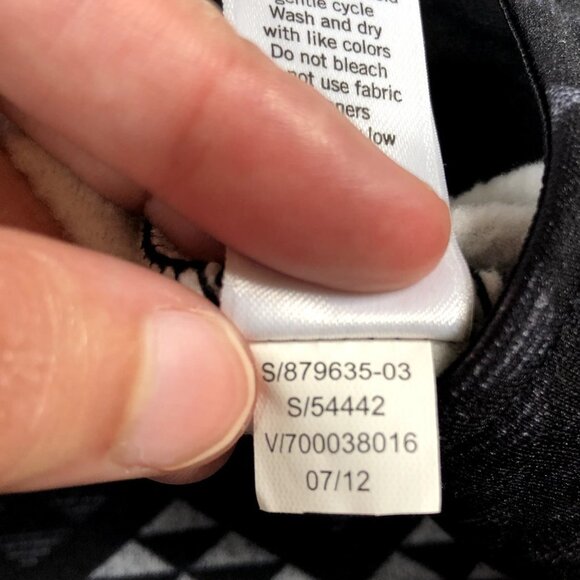 gentle cycle
Wash and dry
with like colors
Do not bleach
not use fabric
low
S/879635-03
S/54442
V/700038016
07/12